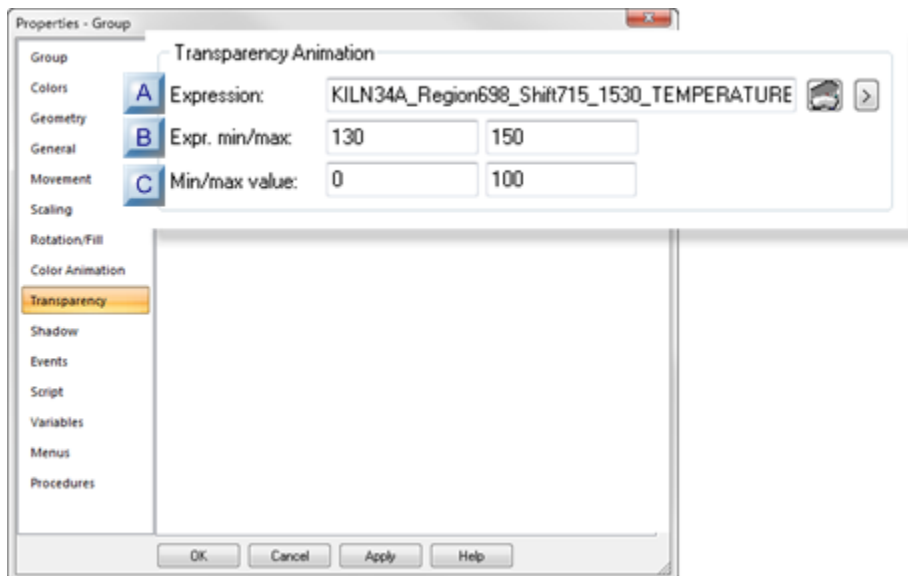 Properties - Group
Group
Colors
Geometry
General
Movement
Scaling
Rotation/Fill
Color Animation
Transparency
Shadow
Events
Script
Variables
Menus
Procedures
Transparency Animation
A Expression: KILN34A_Region698_Shift715_1530_TEMPERATURE >
B Expr. min/max: 130 150
C Min/max value: 0 100
OK Cancel Apply Help